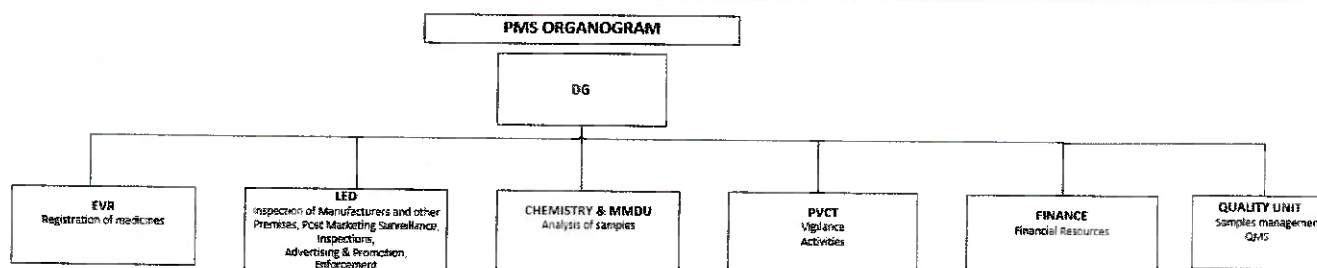 PMS ORGANOGRAM
DG
EVR
Registration of medicines
LED
Inspection of Manufacturers and other
Premises, Post Marketing Surveillance,
Inspections,
Advertising & Promotion,
Enforcement
CHEMISTRY & MMDU
Analysis of samples
PVCT
Vigilance
Activities
FINANCE
Financial Resources
QUALITY UNIT
Samples management
QMS